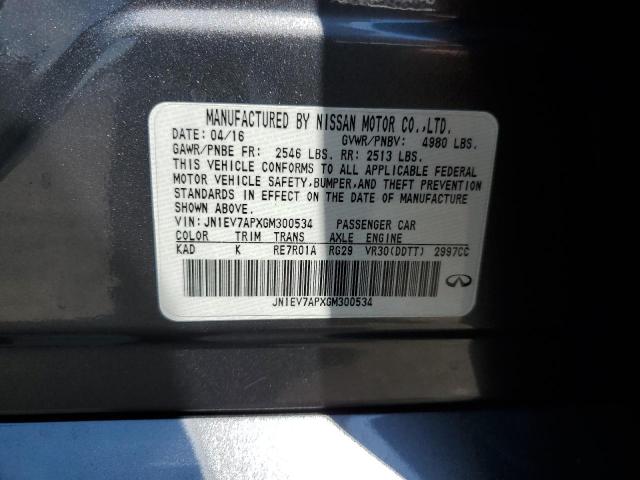 MANUFACTURED BY NISSAN MOTOR CO.,LTD.
DATE: 04/16 GVWR/PNBV: 4980 LBS.
GAWR/PNBE FR: 2546 LBS. RR: 2513 LBS.
THIS VEHICLE CONFORMS TO ALL APPLICABLE FEDERAL
MOTOR VEHICLE SAFETY,BUMPER,AND THEFT PREVENTION
STANDARDS IN EFFECT ON THE DATE OF MANUFACTURE
SHOWN ABOVE.
VIN: JN1EV7APXGM300534 PASSENGER CAR
COLOR TRIM TRANS AXLE ENGINE
KAD K RE7R01A RG29 VR30(DDTT) 2997CC
JN1EV7APXGM300534